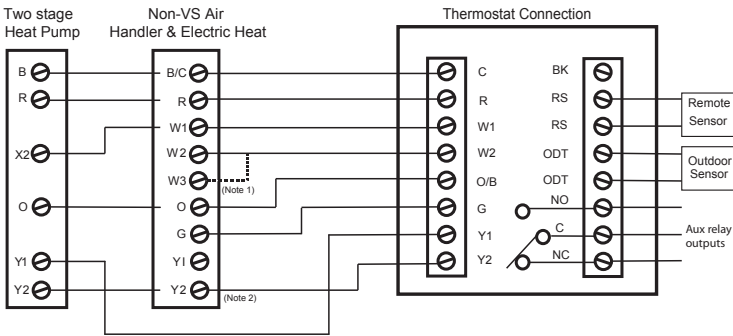 Two stage
Heat Pump
Non-VS Air
Handler & Electric Heat
Thermostat Connection
B
R
X2
O
Y1
Y2
B/C
R
W1
W2
W3
(Note 1)
O
G
Y1
Y2
(Note 2)
C
R
W1
W2
O/B
G
Y1
Y2
BK
RS
RS
ODT
ODT
NO
C
NC
Remote
Sensor
Outdoor
Sensor
Aux relay
outputs